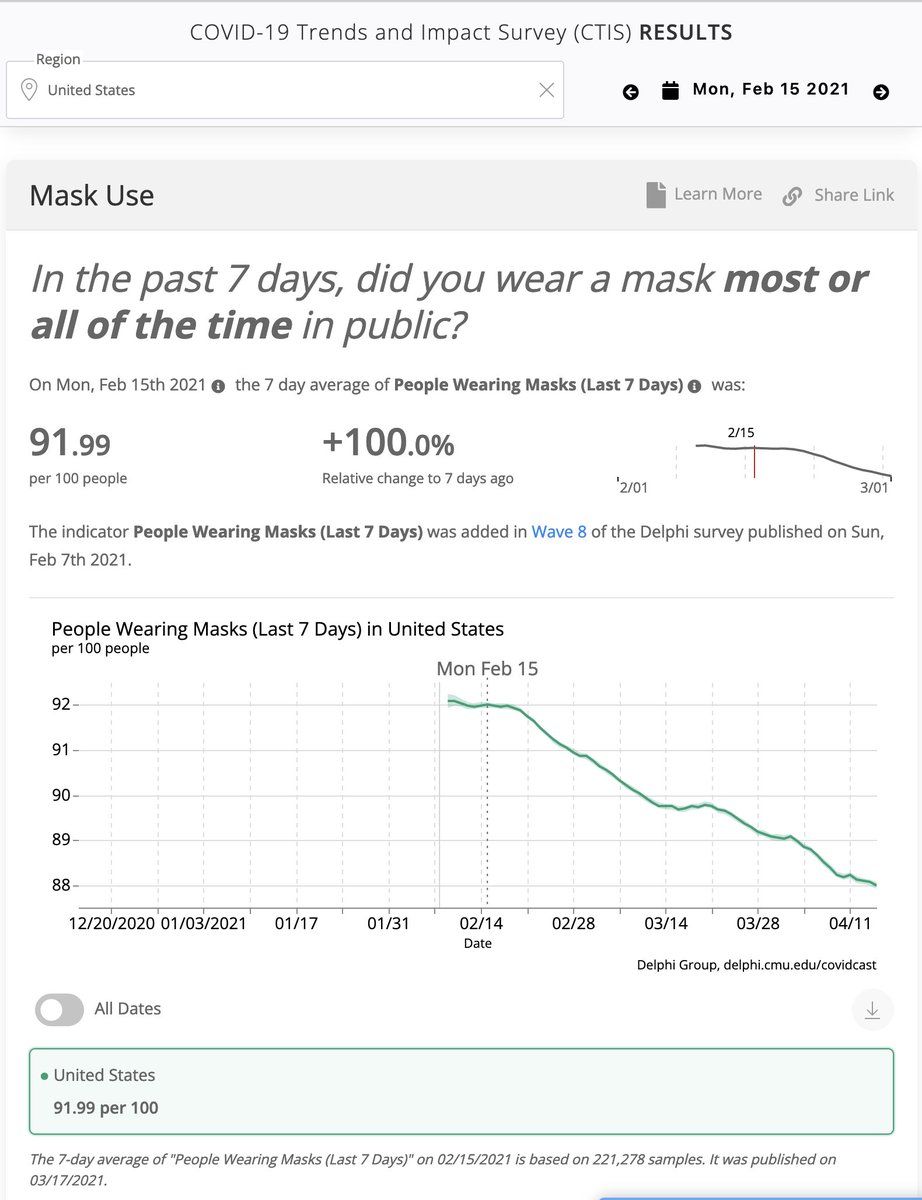 COVID-19 Trends and Impact Survey (CTIS) RESULTS
Region
United States
Mon, Feb 15 2021
Mask Use
Learn More
Share Link
In the past 7 days, did you wear a mask most or
all of the time in public?
On Mon, Feb 15th 2021 the 7 day average of People Wearing Masks (Last 7 Days) was:
91.99
per 100 people
+100.0%
Relative change to 7 days ago
2/15
2/01
3/01
The indicator People Wearing Masks (Last 7 Days) was added in Wave 8 of the Delphi survey published on Sun,
Feb 7th 2021.
People Wearing Masks (Last 7 Days) in United States
per 100 people
Mon Feb 15
92
91
90
89
88
12/20/2020 01/03/2021 01/17 01/31 02/14 02/28 03/14 03/28 04/11
Date
Delphi Group, delphi.cmu.edu/covidcast
All Dates
United States
91.99 per 100
The 7-day average of "People Wearing Masks (Last 7 Days)" on 02/15/2021 is based on 221,278 samples. It was published on
03/17/2021.